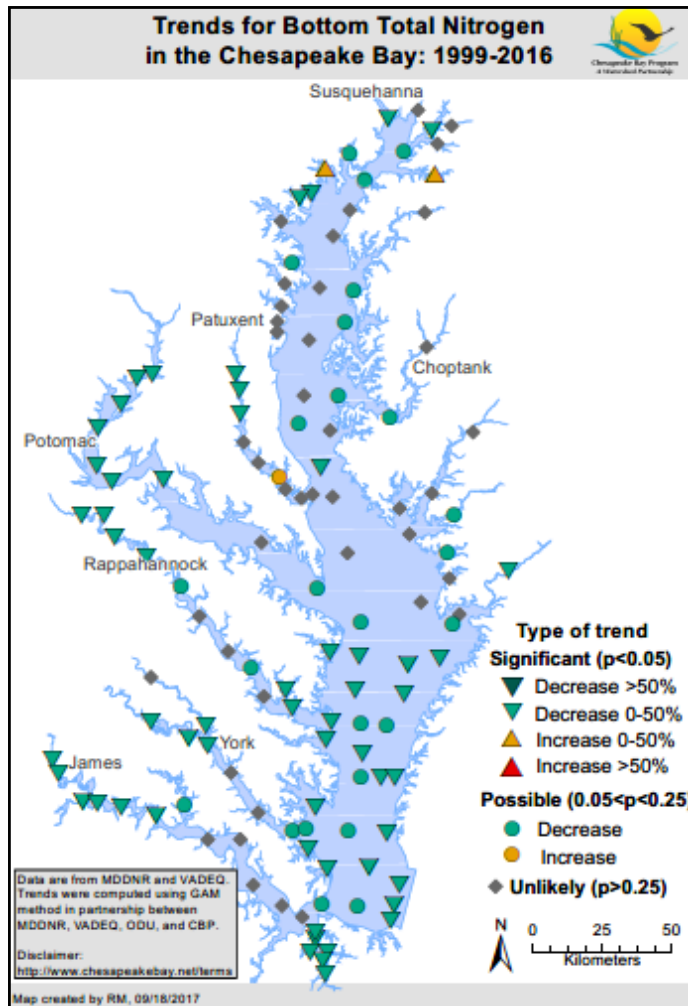 Trends for Bottom Total Nitrogen
in the Chesapeake Bay: 1999-2016
Chesapeake Bay Program
A Watershed Partnership
Susquehanna
Patuxent
Choptank
Potomac
Rappahannock
York
James
Type of trend
Significant (p<0.05)
Decrease >50%
Decrease 0-50%
Increase 0-50%
Increase >50%
Possible (0.05<p<0.25)
Decrease
Increase
Unlikely (p>0.25)
N
0 25 50
Kilometers
Data are from MDDNR and VADEQ.
Trends were computed using GAM
method in partnership between
MDDNR, VADEQ, ODU, and CBP.
Disclaimer:
http://www.chesapeakebay.net/terms
Map created by RM, 09/18/2017